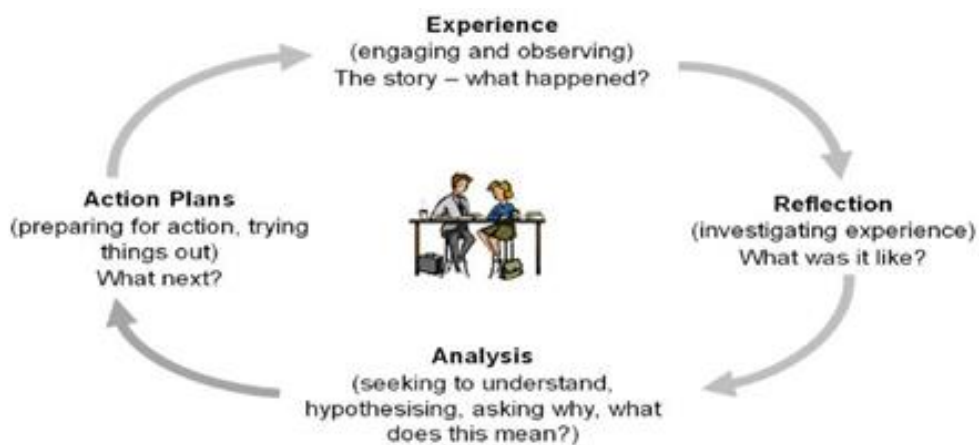 Experience
(engaging and observing)
The story – what happened?
Reflection
(investigating experience)
What was it like?
Analysis
(seeking to understand,
hypothesising, asking why, what
does this mean?)
Action Plans
(preparing for action, trying
things out)
What next?